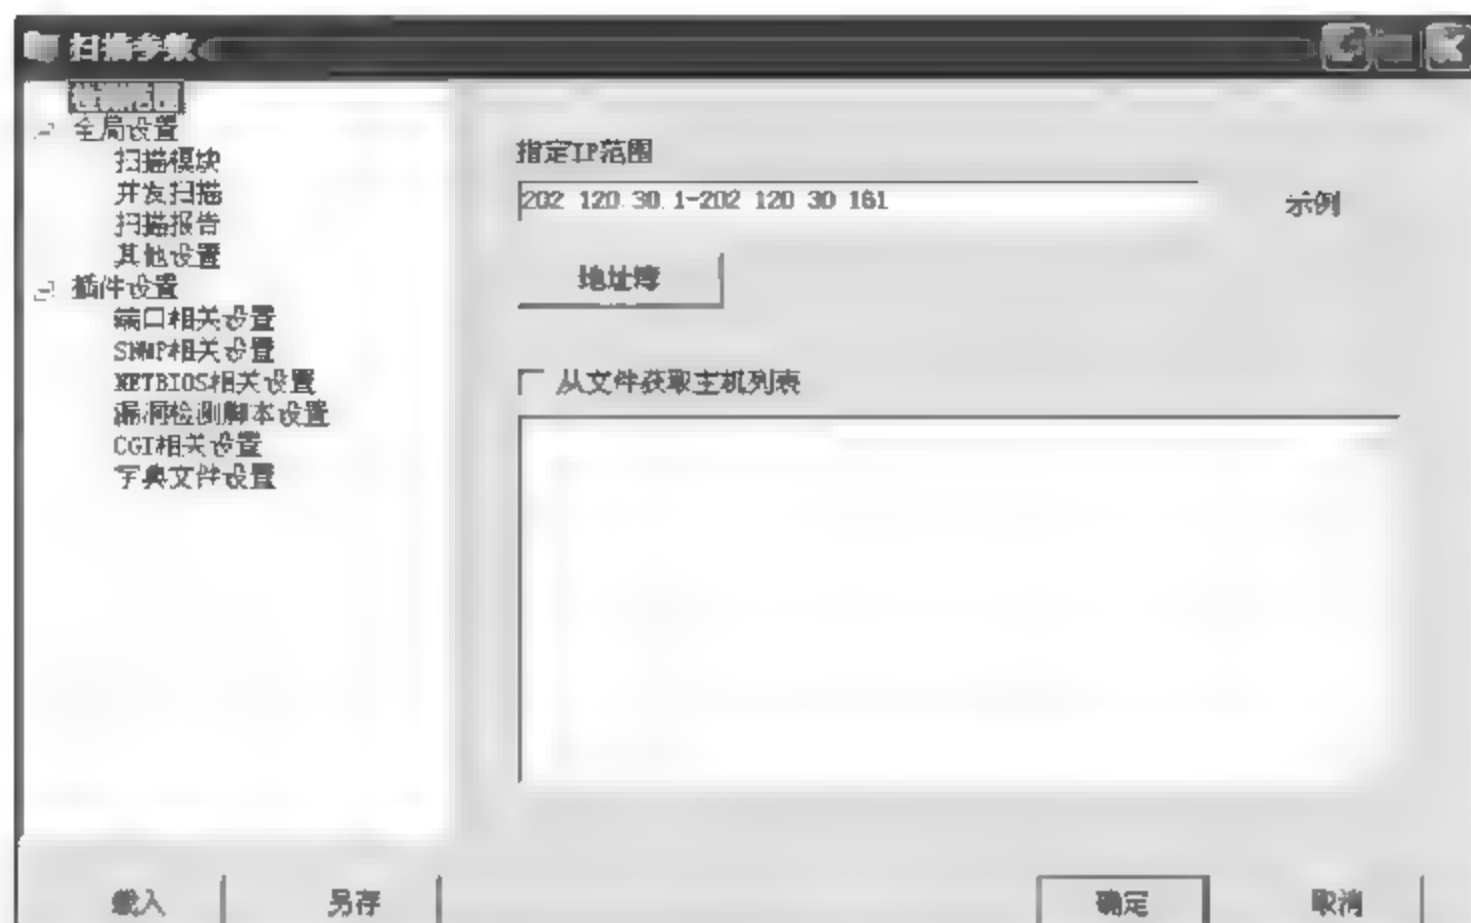 扫描参数
检测范围
全局设置
扫描模块
并发扫描
扫描报告
其他设置
插件设置
端口相关设置
SNMP相关设置
NETBIOS相关设置
漏洞检测脚本设置
CGI相关设置
字典文件设置
指定IP范围
202.120.30.1-202.120.30.161
示例
地址簿
从文件获取主机列表
载入
另存
确定
取消